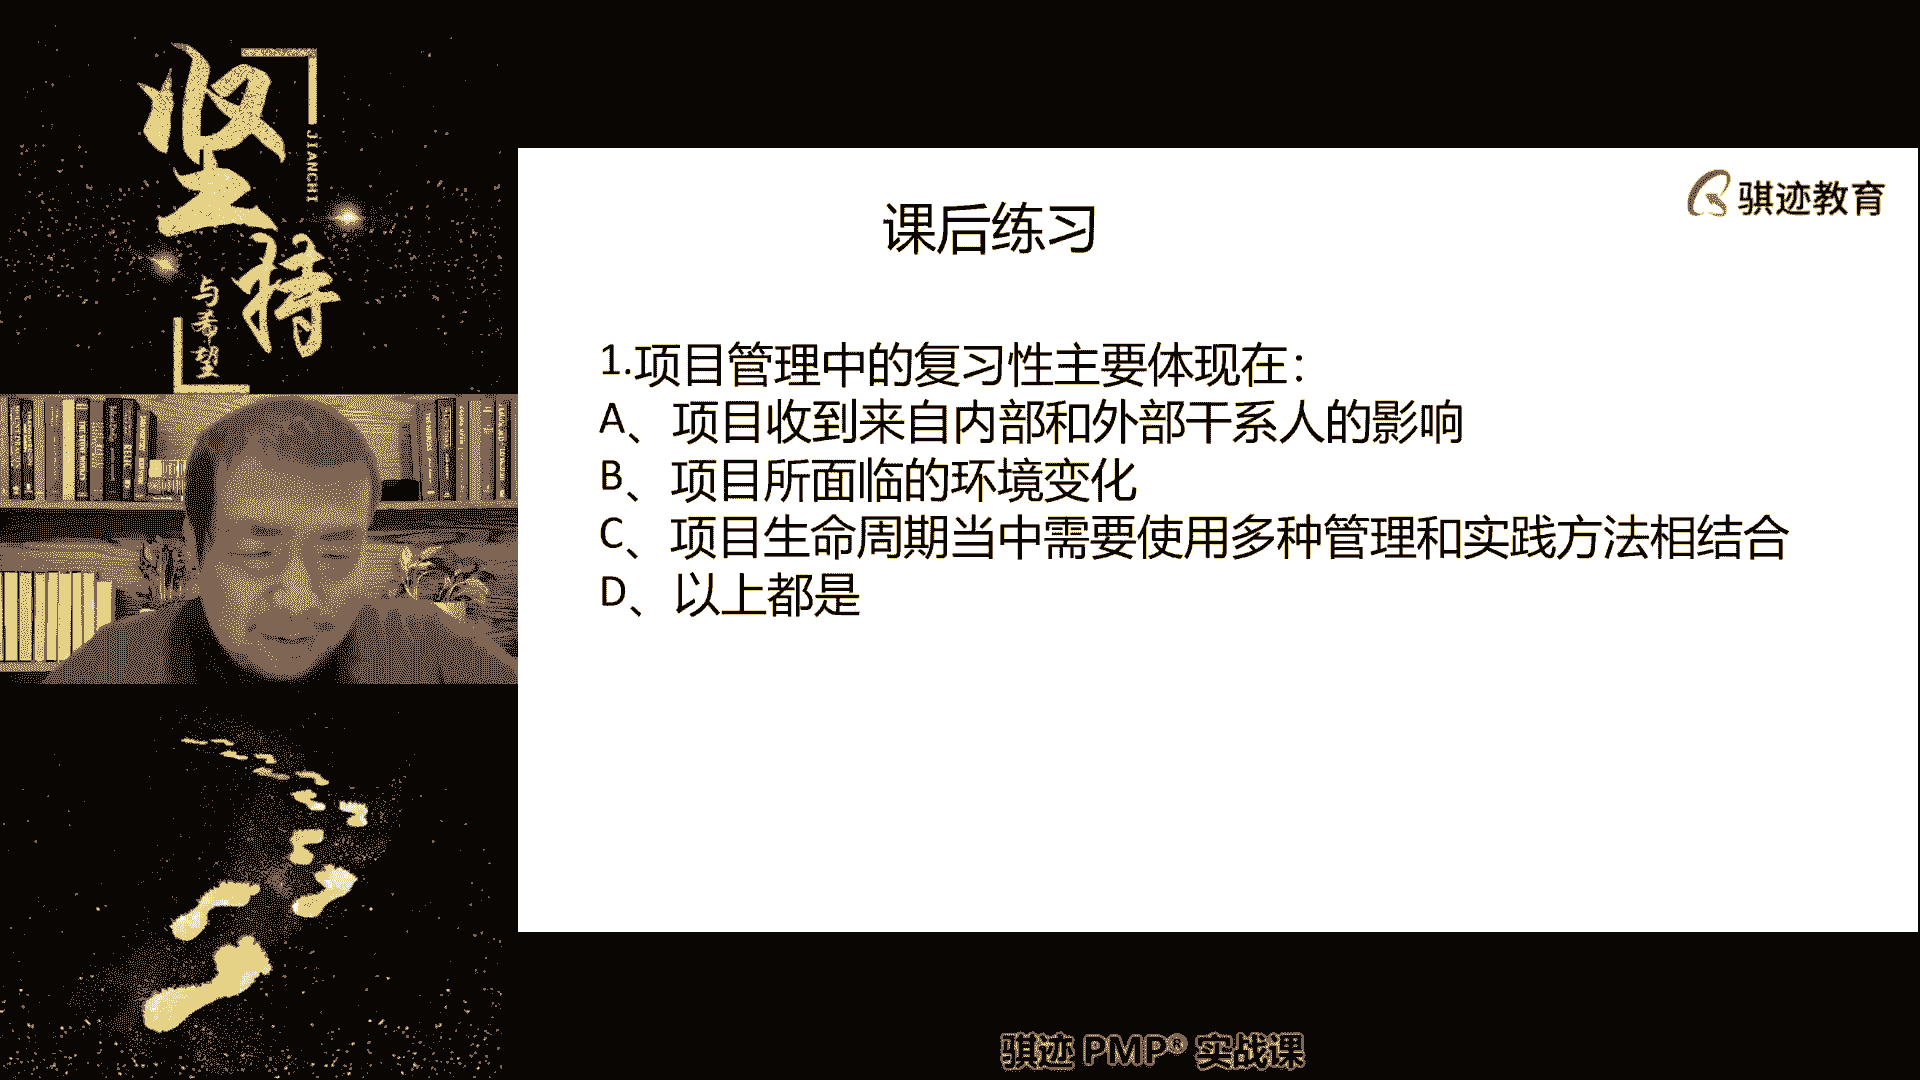 坚持
JIANCHI
与希望
骐迹教育
课后练习
1.项目管理中的复习性主要体现在：
A、项目收到来自内部和外部干系人的影响
B、项目所面临的环境变化
C、项目生命周期当中需要使用多种管理和实践方法相结合
D、以上都是
骐迹 PMP® 实战课